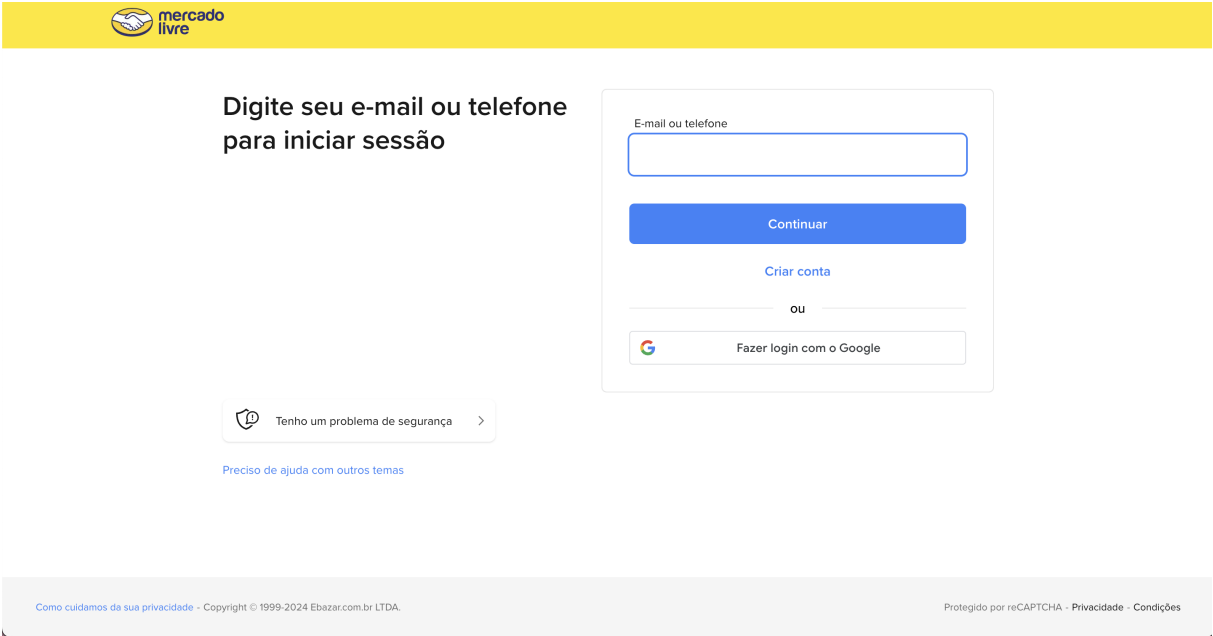 mercado
livre
Digite seu e-mail ou telefone
para iniciar sessão
E-mail ou telefone
Continuar
Criar conta
ou
Fazer login com o Google
Tenho um problema de segurança
Preciso de ajuda com outros temas
Como cuidamos da sua privacidade - Copyright © 1999-2024 Ebazar.com.br LTDA.
Protegido por reCAPTCHA - Privacidade - Condições